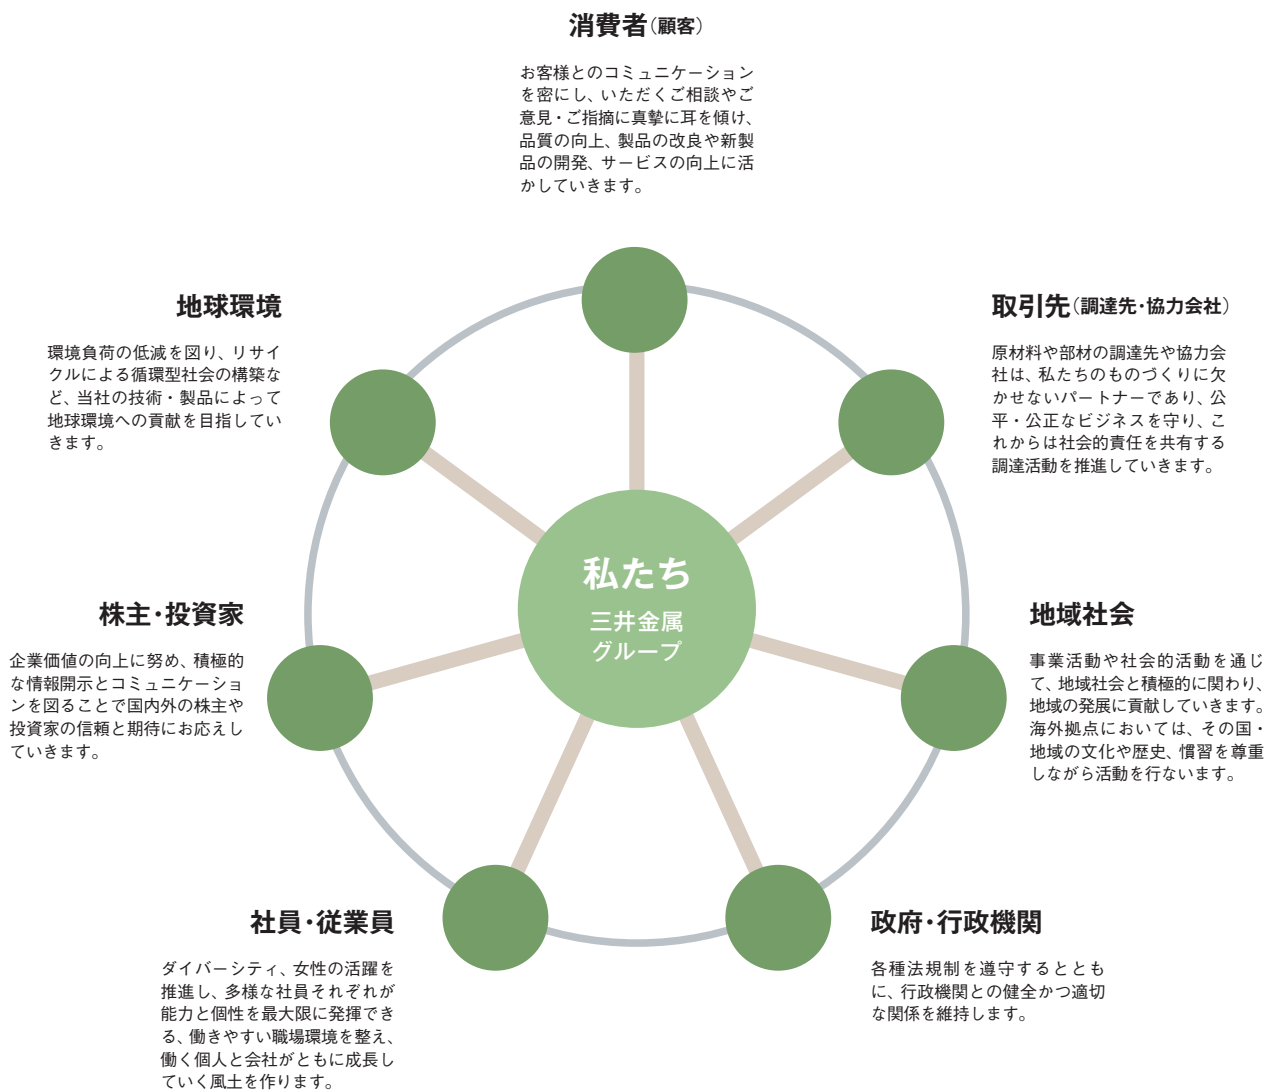 消費者(顧客)
お客様とのコミュニケーション
を密にし、いただくご相談やご
意見・ご指摘に真摯に耳を傾け、
品質の向上、製品の改良や新製
品の開発、サービスの向上に活
かしていきます。
地球環境
環境負荷の低減を図り、リサイ
クルによる循環型社会の構築な
ど、当社の技術・製品によって
地球環境への貢献を目指してい
きます。
取引先(調達先・協力会社)
原材料や部材の調達先や協力会
社は、私たちのものづくりに欠
かせないパートナーであり、公
平・公正なビジネスを守り、こ
れからは社会的責任を共有する
調達活動を推進していきます。
私たち
三井金属
グループ
株主・投資家
企業価値の向上に努め、積極的
な情報開示とコミュニケーショ
ンを図ることで国内外の株主や
投資家の信頼と期待にお応えし
ていきます。
地域社会
事業活動や社会的活動を通じ
て、地域社会と積極的に関わり、
地域の発展に貢献していきます。
海外拠点においては、その国・
地域の文化や歴史、慣習を尊重
しながら活動を行ないます。
社員・従業員
ダイバーシティ、女性の活躍を
推進し、多様な社員それぞれが
能力と個性を最大限に発揮でき
る、働きやすい職場環境を整え、
働く個人と会社がともに成長し
ていく風土を作ります。
政府・行政機関
各種法規制を遵守するととも
に、行政機関との健全かつ適切
な関係を維持します。